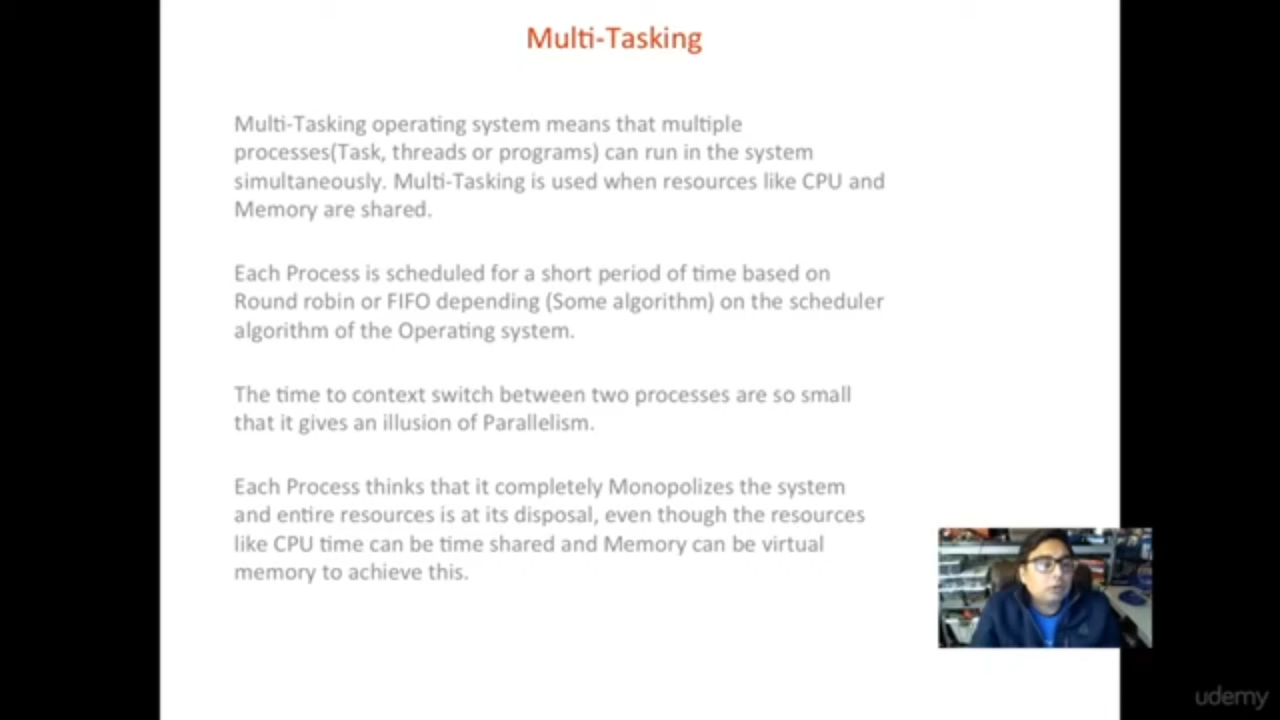 Multi-Tasking
Multi-Tasking operating system means that multiple
processes(Task, threads or programs) can run in the system
simultaneously. Multi-Tasking is used when resources like CPU and
Memory are shared.
Each Process is scheduled for a short period of time based on
Round robin or FIFO depending (Some algorithm) on the scheduler
algorithm of the Operating system.
The time to context switch between two processes are so small
that it gives an illusion of Parallelism.
Each Process thinks that it completely Monopolizes the system
and entire resources is at its disposal, even though the resources
like CPU time can be time shared and Memory can be virtual
memory to achieve this.
udemy